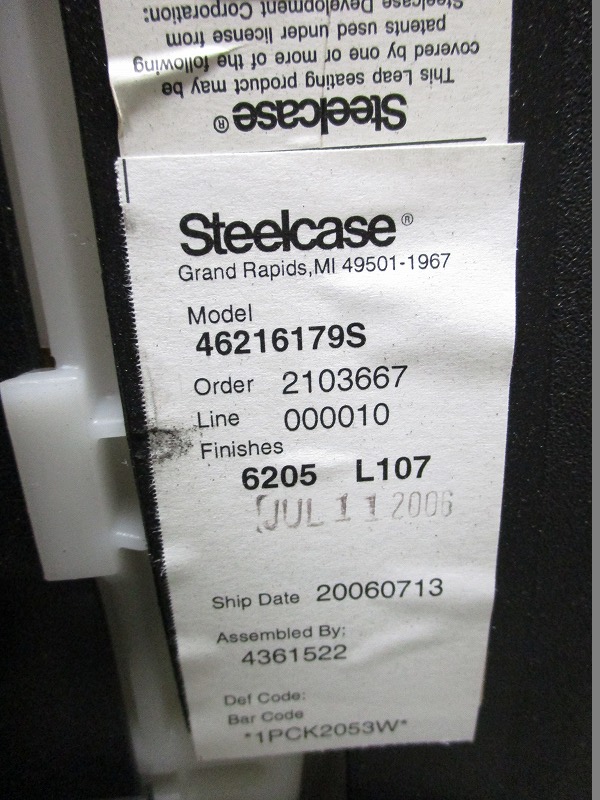 Steelcase Development Corporation:
patents used under license from
covered by one or more of the following
This Leap seating product may be
Steelcase®
Steelcase®
Grand Rapids,MI 49501-1967
Model
46216179S
Order 2103667
Line 000010
Finishes
6205 L107
JUL 11 2006
Ship Date 20060713
Assembled By:
4361522
Def Code:
Bar Code
*1PCK2053W*